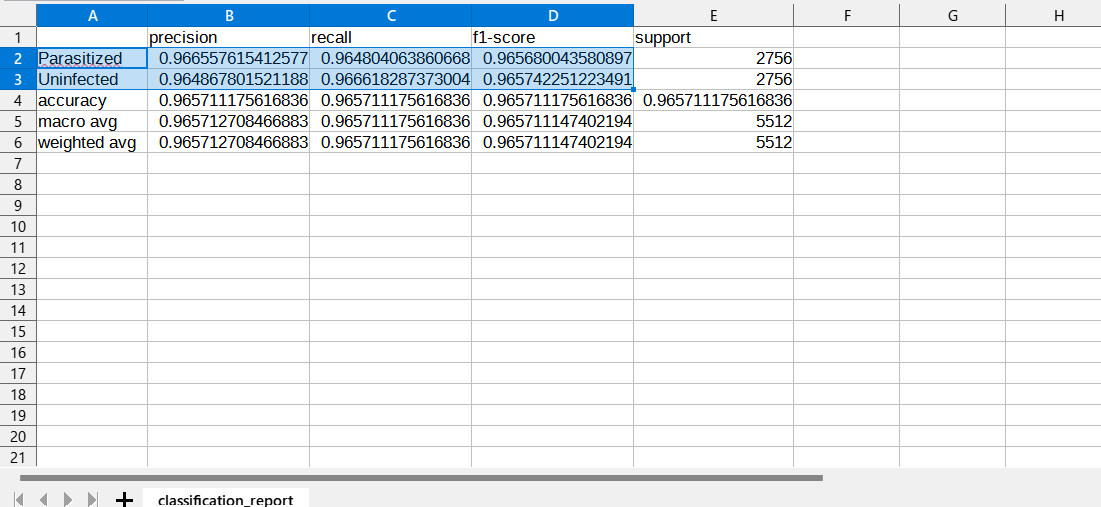 A B C D E F G H
1 precision recall f1-score support
2 Parasitized 0.966557615412577 0.964804063860668 0.965680043580897 2756
3 Uninfected 0.964867801521188 0.966618287373004 0.965742251223491 2756
4 accuracy 0.965711175616836 0.965711175616836 0.965711175616836 0.965711175616836
5 macro avg 0.965712708466883 0.965711175616836 0.965711147402194 5512
6 weighted avg 0.965712708466883 0.965711175616836 0.965711147402194 5512
7
8
9
10
11
12
13
14
15
16
17
18
19
20
21
classification_report